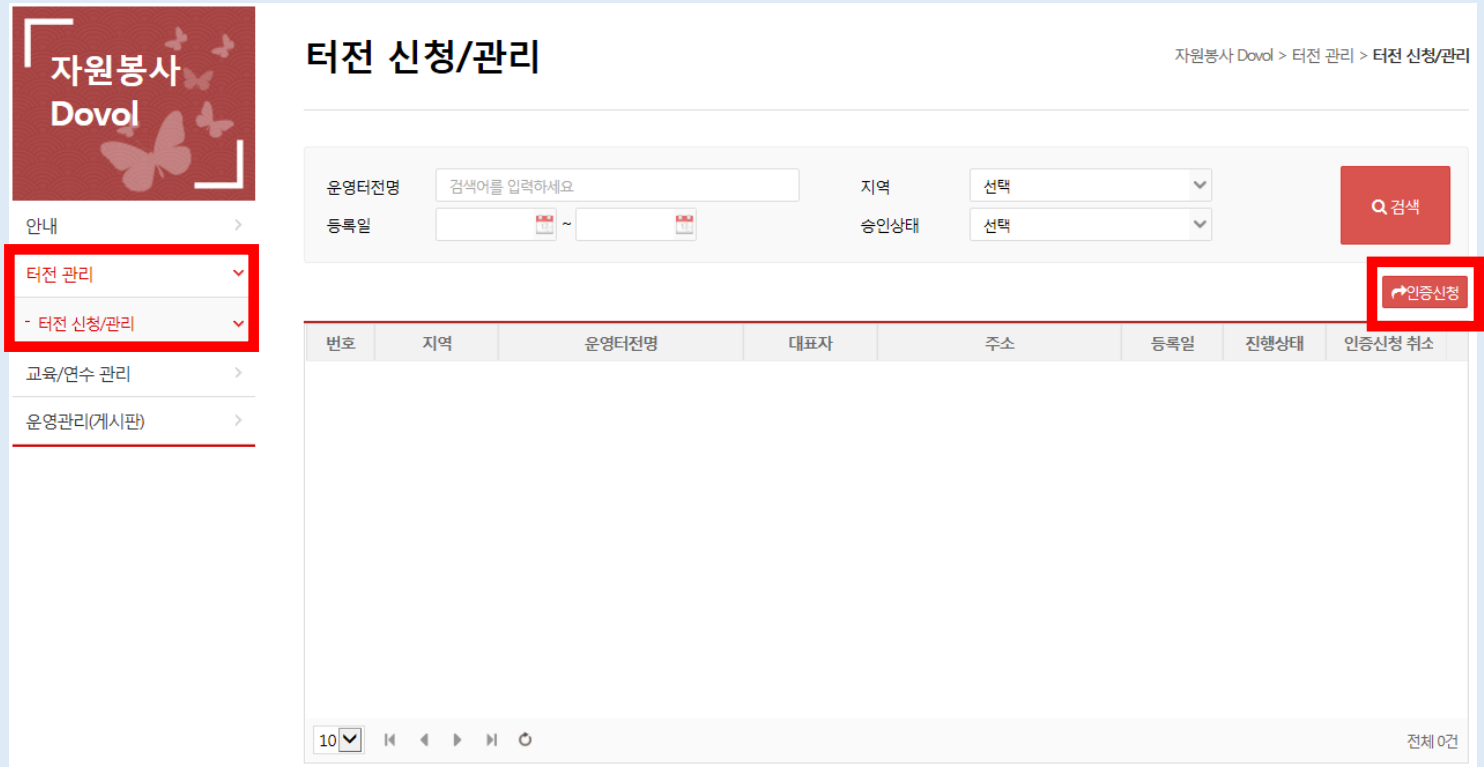 자원봉사
Dovol
안내
터전 관리
- 터전 신청/관리
교육/연수 관리
운영관리(게시판)
터전 신청/관리
자원봉사 Dovol > 터전 관리 > 터전 신청/관리
운영터전명 검색어를 입력하세요 지역 선택
등록일 ~ 승인상태 선택
검색
인증신청
번호 지역 운영터전명 대표자 주소 등록일 진행상태 인증신청 취소
10 전체 0건